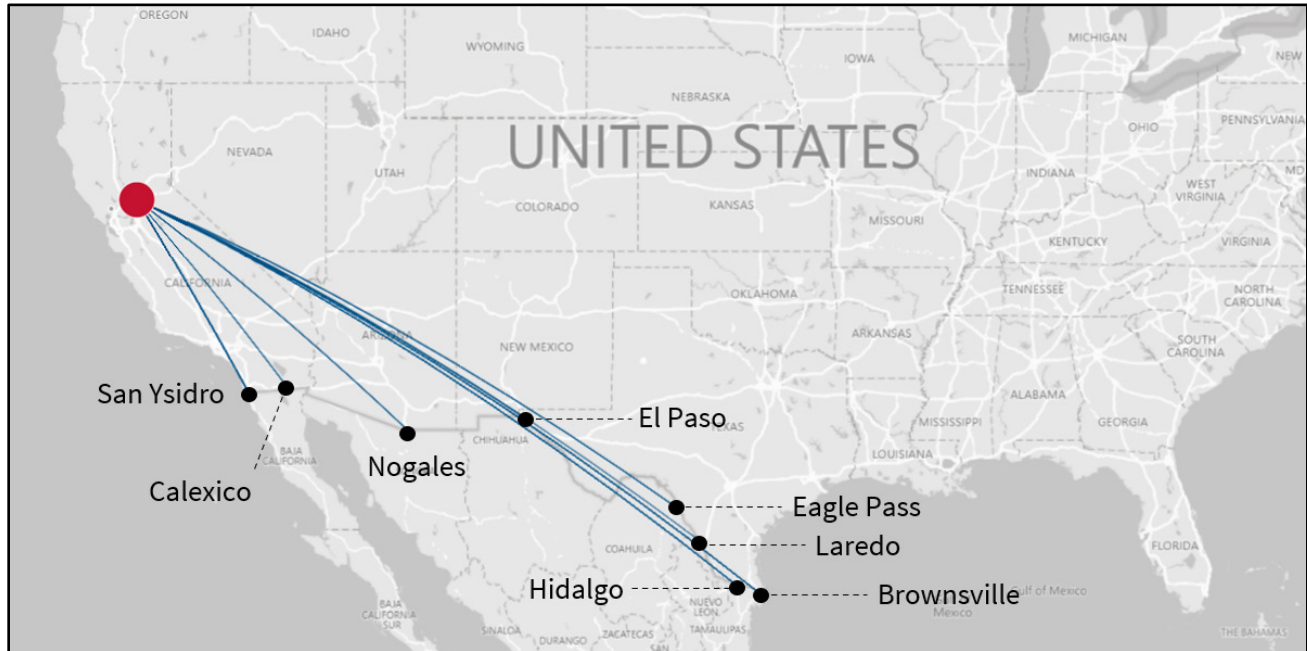 OREGON
IDAHO
WYOMING
IOWA
MICHIGAN
NEW
NEBRASKA
PENNSYLVANIA
OHIO
NEVADA
UNITED STATES
INDIANA
MD
UTAH
WEST
VIRGINIA
COLORADO
KANSAS
MISSOURI
KENTUCKY
VIRGINIA
CALIFORNIA
TENNESSEE
NORTH
CAROLINA
OKLAHOMA
ARIZONA
NEW MEXICO
ARKANSAS
SOUTH
CAROLINA
San Ysidro
ALABAMA
El Paso
TEXAS
MISSISSIPPI
GEORGIA
CHIHUAHUA
BAJA
CALIFORNIA
LOUISIANA
Nogales
Calexico
Eagle Pass
Laredo
COAHUILA
FLORIDA
Hidalgo
Brownsville
Gulf of Mexico
Mexico
BAJA
CALIFORNIA
SUR
NUEVO
LEÓN
SINALOA
DURANGO
ZACATECAS
TAMAULIPAS
SAN
THE BAHAMAS